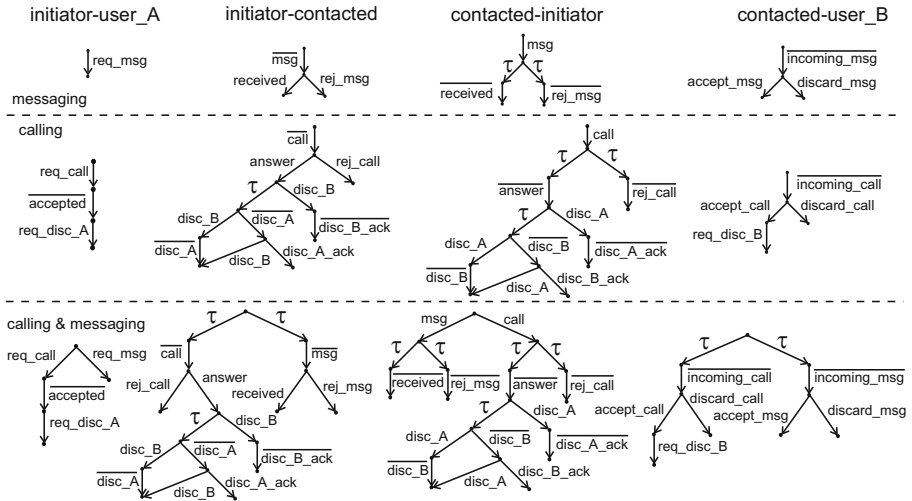 initiator-user_A initiator-contacted contacted-initiator contacted-user_B
req_msg
msg
received rej_msg
msg
τ τ
received rej_msg
incoming_msg
accept_msg discard_msg
messaging
calling
req_call
accepted
req_disc_A
call
answer rej_call
τ disc_B
disc_B disc_A disc_B_ack
disc_A disc_B disc_A_ack
call
τ τ
answer rej_call
τ disc_A
disc_A disc_B disc_A_ack
disc_B disc_A disc_B_ack
incoming_call
accept_call discard_call
req_disc_B
calling & messaging
req_call req_msg
accepted
req_disc_A
τ τ
call msg
rej_call answer received rej_msg
τ disc_B
disc_B disc_A disc_B_ack
disc_A disc_B disc_A_ack
msg call
τ τ τ τ
received rej_msg answer rej_call
τ disc_A
disc_A disc_B disc_A_ack
disc_B disc_A disc_B_ack
τ τ
incoming_call incoming_msg
accept_call discard_call
accept_msg discard_msg
req_disc_B